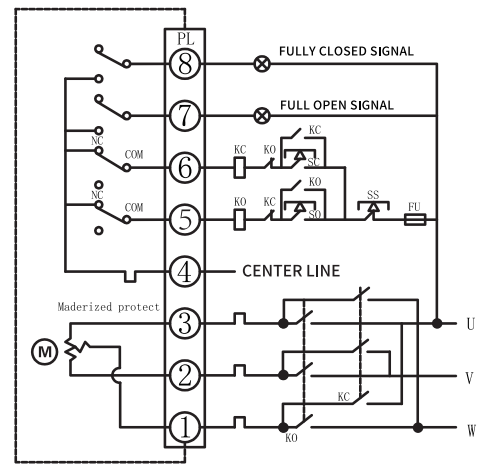 PL
8 FULLY CLOSED SIGNAL
7 FULL OPEN SIGNAL
KC
NC
COM
6 KC KO SC
KO
NC
COM
5 KO KC SO SS FU
4 CENTER LINE
Maderized protect
3 U
M
2 V
KC
1 KO W